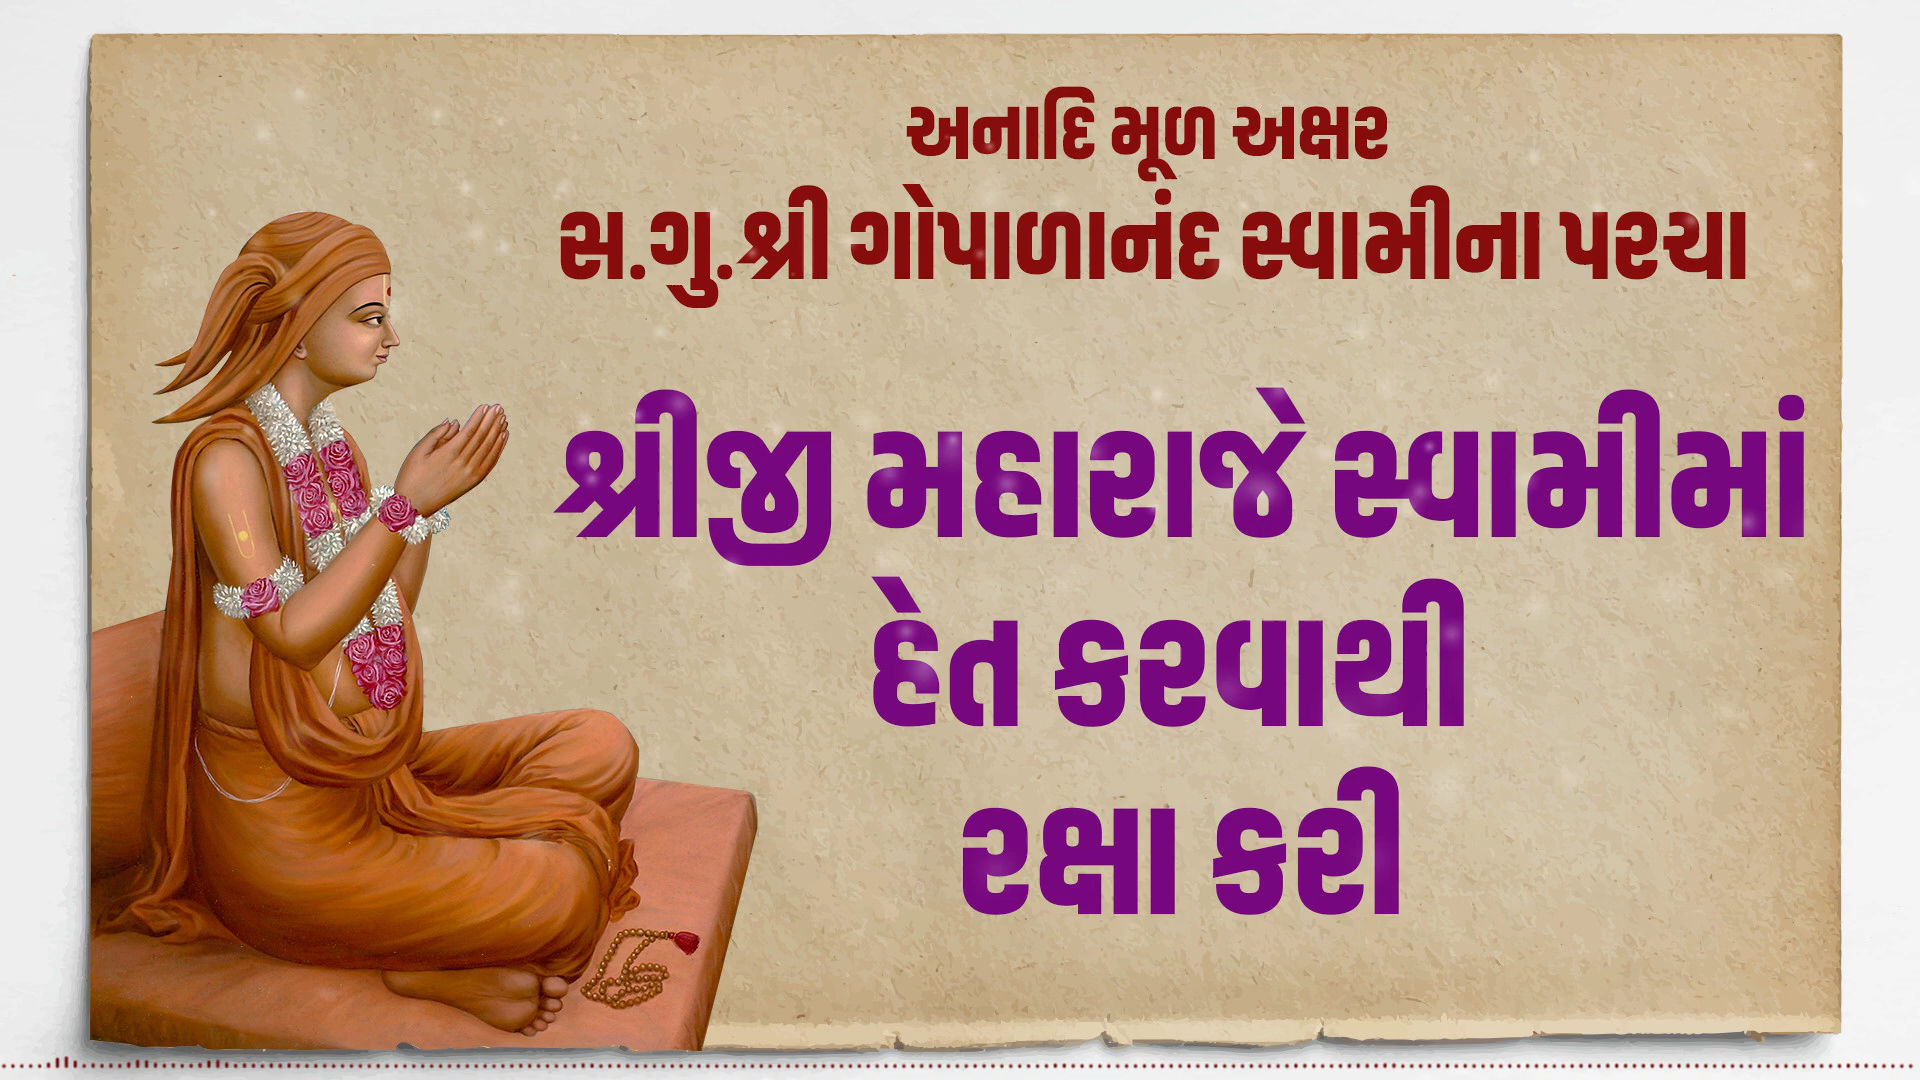 અનાદિ મૂળ અક્ષર
સ.ગુ.શ્રી ગોપાળાનંદ સ્વામીના પરચા
શ્રીજી મહારાજે સ્વામીમાં
હેત કરવાથી
રક્ષા કરી